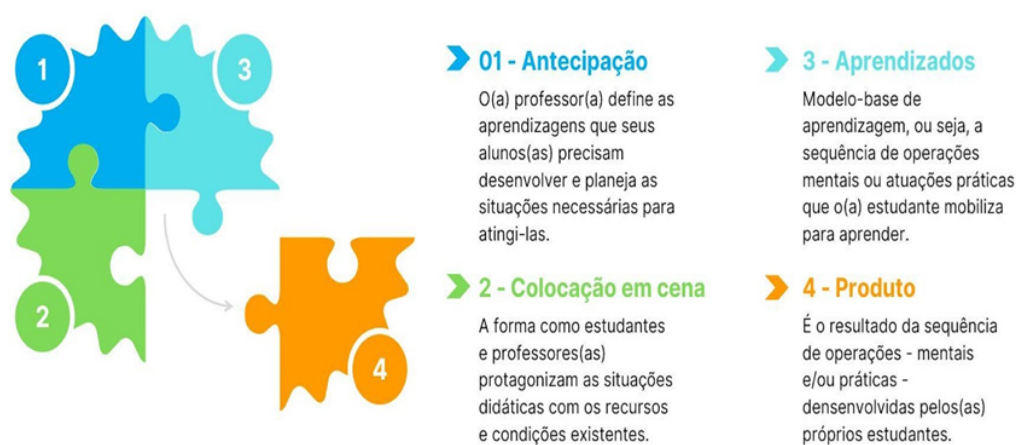 1
3
2
4
01 - Antecipação
O(a) professor(a) define as
aprendizagens que seus
alunos(as) precisam
desenvolver e planeja as
situações necessárias para
atingi-las.
3 - Aprendizados
Modelo-base de
aprendizagem, ou seja, a
sequência de operações
mentais ou atuações práticas
que o(a) estudante mobiliza
para aprender.
2 - Colocação em cena
A forma como estudantes
e professores(as)
protagonizam as situações
didáticas com os recursos
e condições existentes.
4 - Produto
É o resultado da sequência
de operações - mentais
e/ou práticas -
densenvolvidas pelos(as)
próprios estudantes.